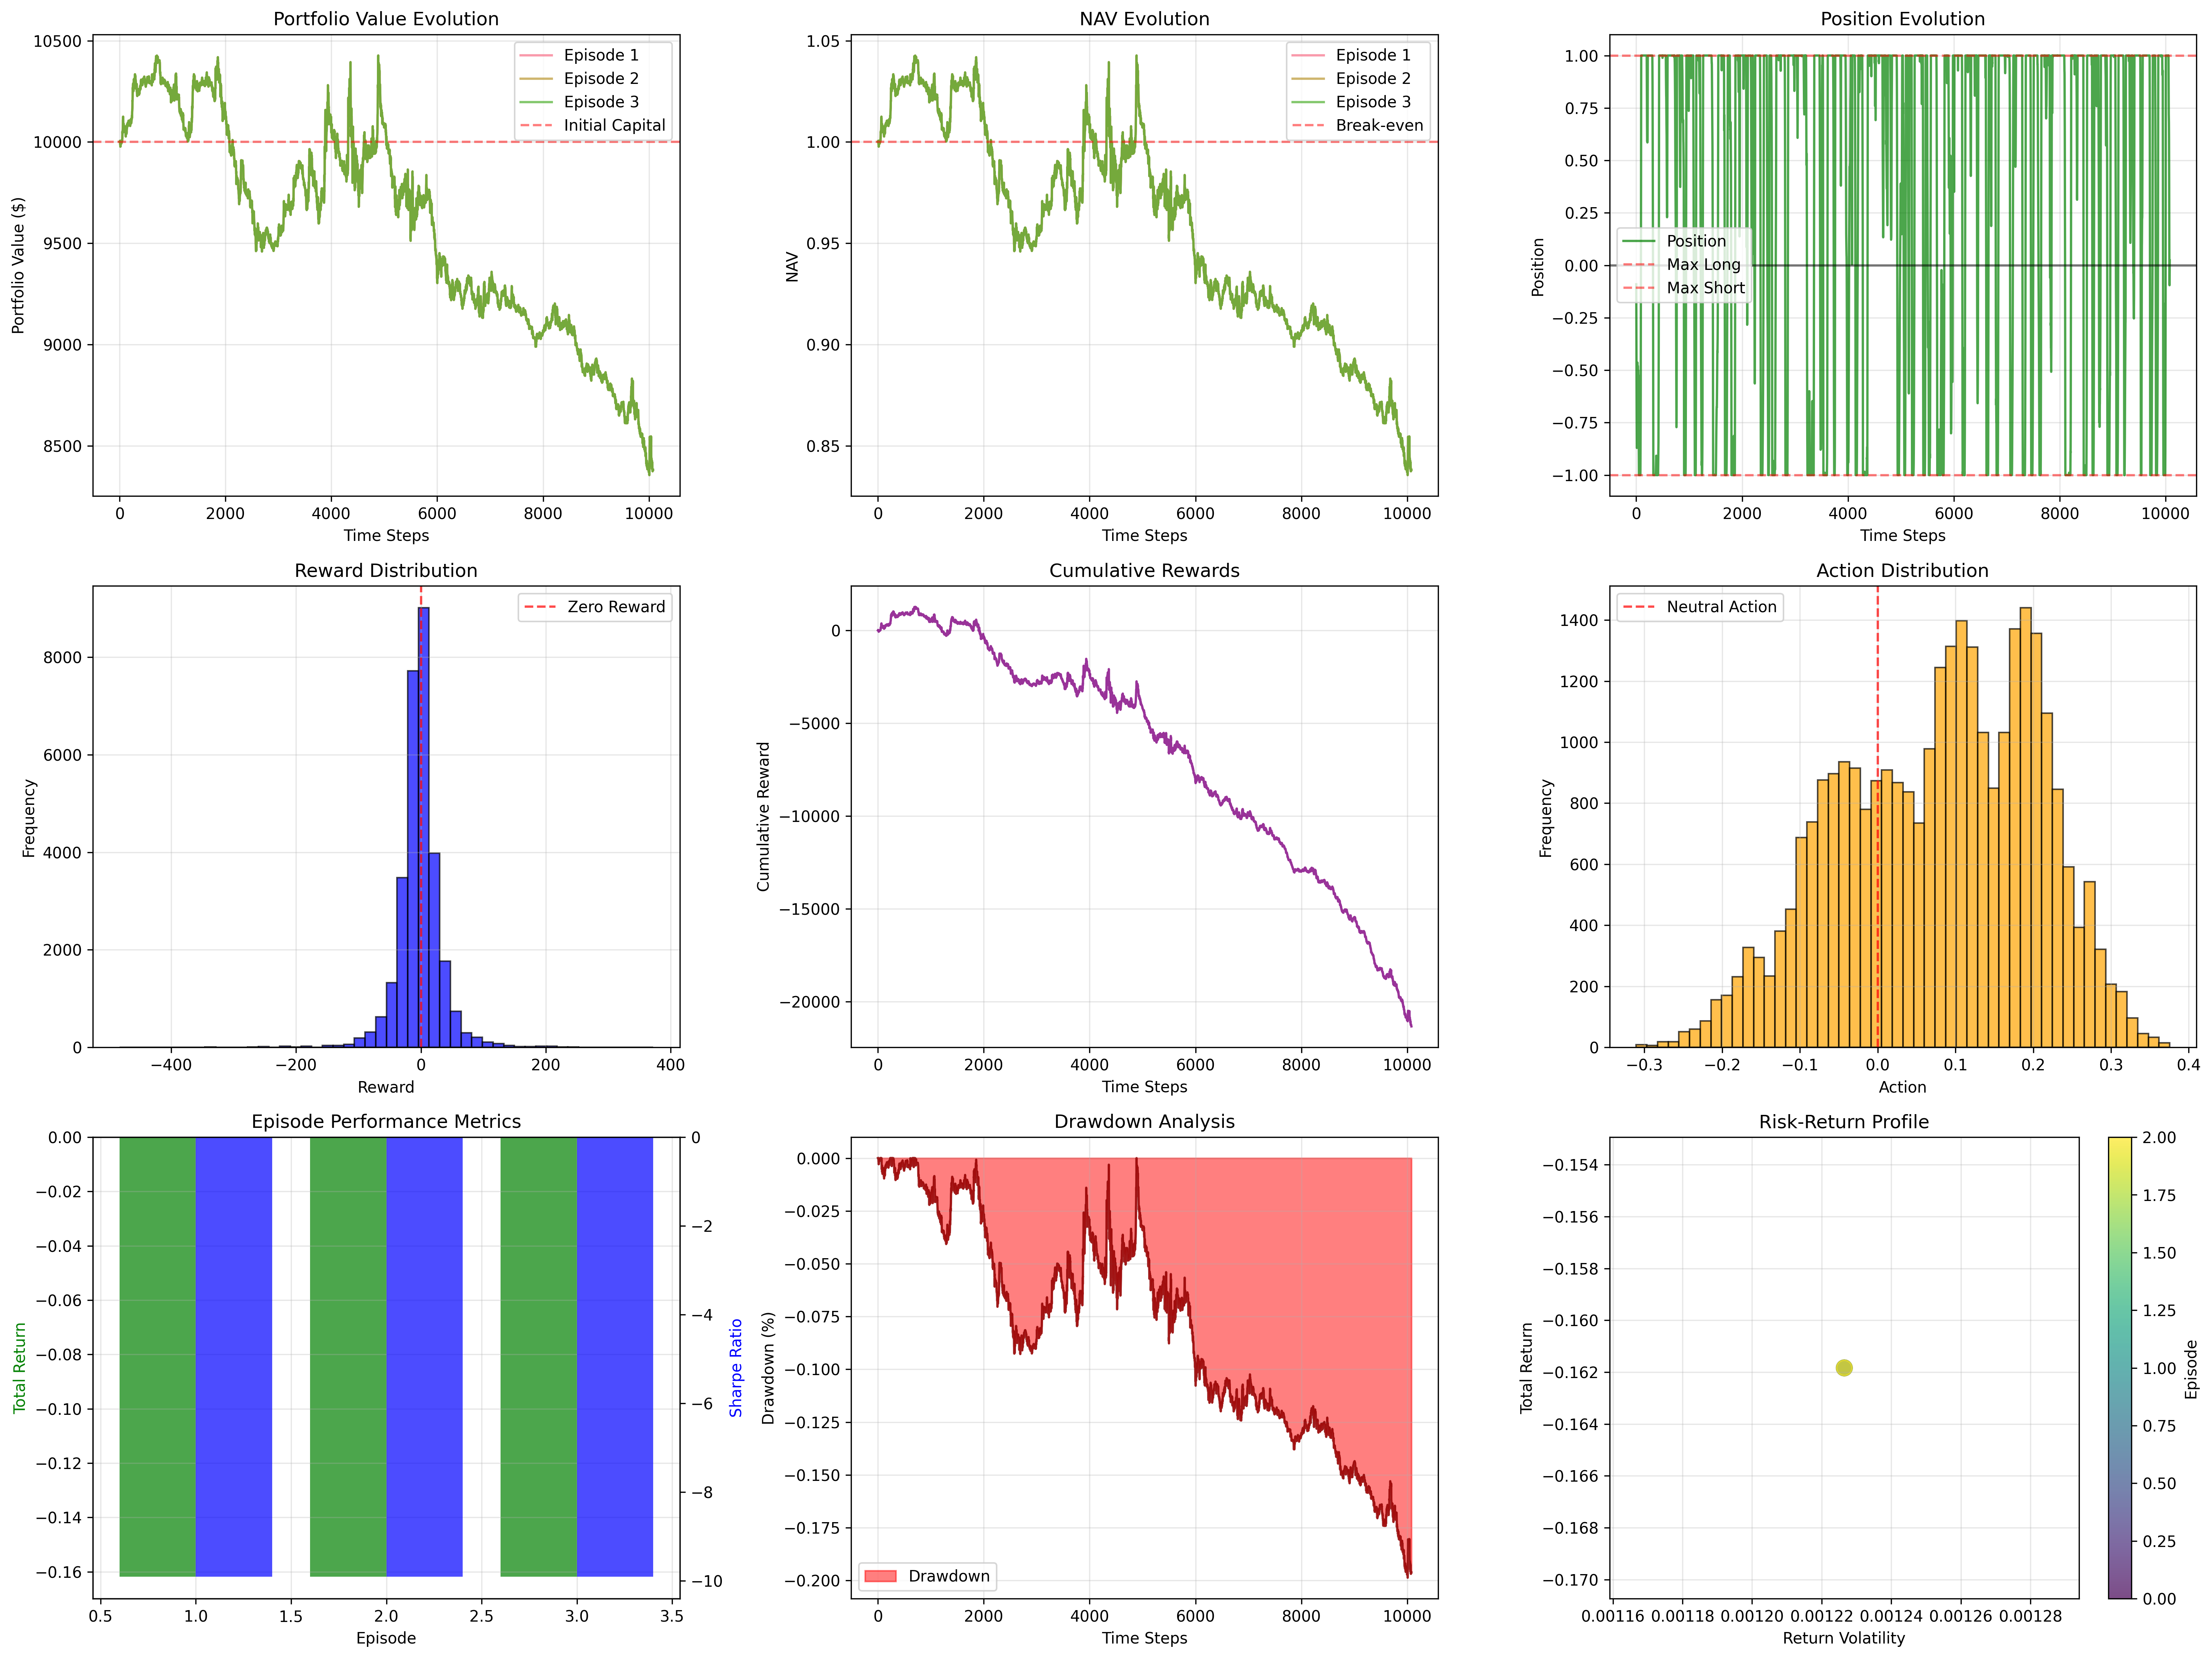 Portfolio Value Evolution
Portfolio Value ($)
10500
10000
9500
9000
8500
Episode 1
Episode 2
Episode 3
Initial Capital
0 2000 4000 6000 8000 10000
Time Steps
NAV Evolution
NAV
1.05
1.00
0.95
0.90
0.85
Episode 1
Episode 2
Episode 3
Break-even
0 2000 4000 6000 8000 10000
Time Steps
Position Evolution
Position
1.00
0.75
0.50
0.25
0.00
−0.25
−0.50
−0.75
−1.00
Position
Max Long
Max Short
0 2000 4000 6000 8000 10000
Time Steps
Reward Distribution
Frequency
8000
6000
4000
2000
0
Zero Reward
−400 −200 0 200 400
Reward
Cumulative Rewards
Cumulative Reward
0
−5000
−10000
−15000
−20000
0 2000 4000 6000 8000 10000
Time Steps
Action Distribution
Frequency
1400
1200
1000
800
600
400
200
0
Neutral Action
−0.3 −0.2 −0.1 0.0 0.1 0.2 0.3 0.4
Action
Episode Performance Metrics
Total Return
0.00
−0.02
−0.04
−0.06
−0.08
−0.10
−0.12
−0.14
−0.16
0
−2
−4
−6
−8
−10
Sharpe Ratio
0.5 1.0 1.5 2.0 2.5 3.0 3.5
Episode
Drawdown Analysis
Drawdown (%)
0.000
−0.025
−0.050
−0.075
−0.100
−0.125
−0.150
−0.175
−0.200
Drawdown
0 2000 4000 6000 8000 10000
Time Steps
Risk-Return Profile
Total Return
−0.154
−0.156
−0.158
−0.160
−0.162
−0.164
−0.166
−0.168
−0.170
0.00116 0.00118 0.00120 0.00122 0.00124 0.00126 0.00128
Return Volatility
2.00
1.75
1.50
1.25
1.00
0.75
0.50
0.25
0.00
Episode